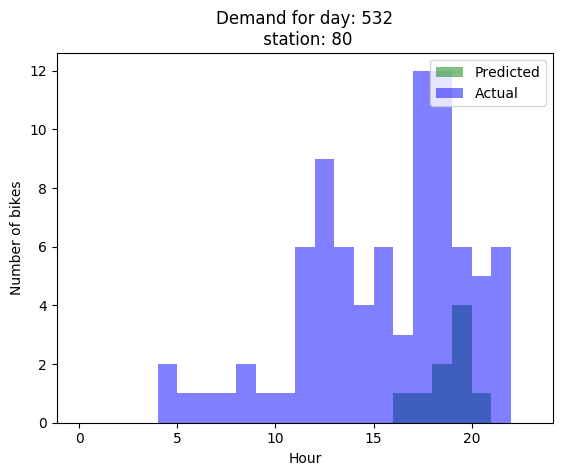 Demand for day: 532
station: 80
Predicted
Actual
Number of bikes
12
10
8
6
4
2
0
0 5 10 15 20
Hour